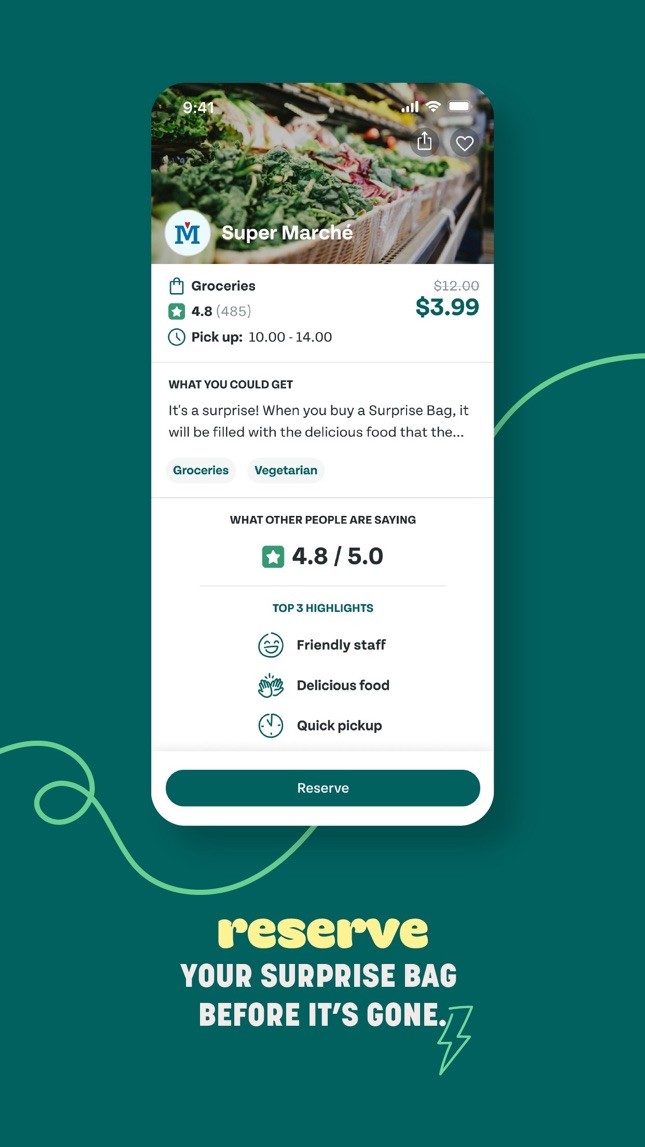 9:41
M
Super Marché
Groceries
$12.00
4.8 (485)
$3.99
Pick up: 10.00 - 14.00
WHAT YOU COULD GET
It's a surprise! When you buy a Surprise Bag, it
will be filled with the delicious food that the...
Groceries Vegetarian
WHAT OTHER PEOPLE ARE SAYING
4.8 / 5.0
TOP 3 HIGHLIGHTS
Friendly staff
Delicious food
Quick pickup
Reserve
reserve
YOUR SURPRISE BAG
BEFORE IT'S GONE.